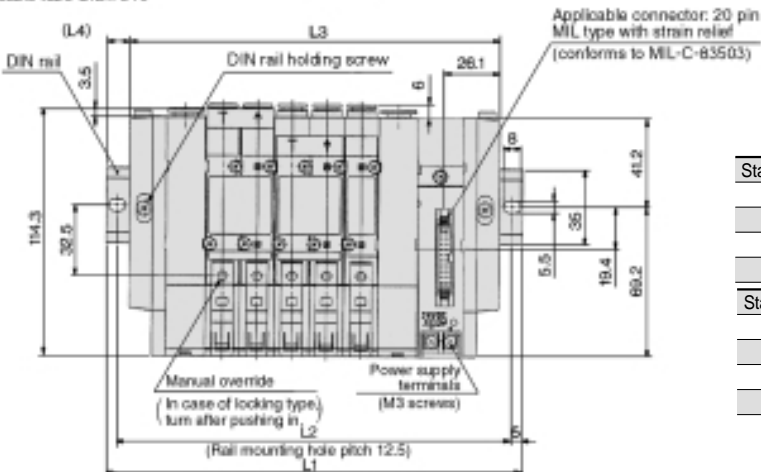 Applicable connector: 20 pin
MIL type with strain relief
(conforms to MIL-C-83503)
(L4)
L3
DIN rail
DIN rail holding screw
26.1
3.5
6
8
41.2
114.3
32.5
35
5.5
19.4
69.2
Sta
Sta
Manual override
(In case of locking type, turn after pushing in.)
Power supply
terminals
(M3 screws)
L2
5
(Rail mounting hole pitch 12.5)
L1